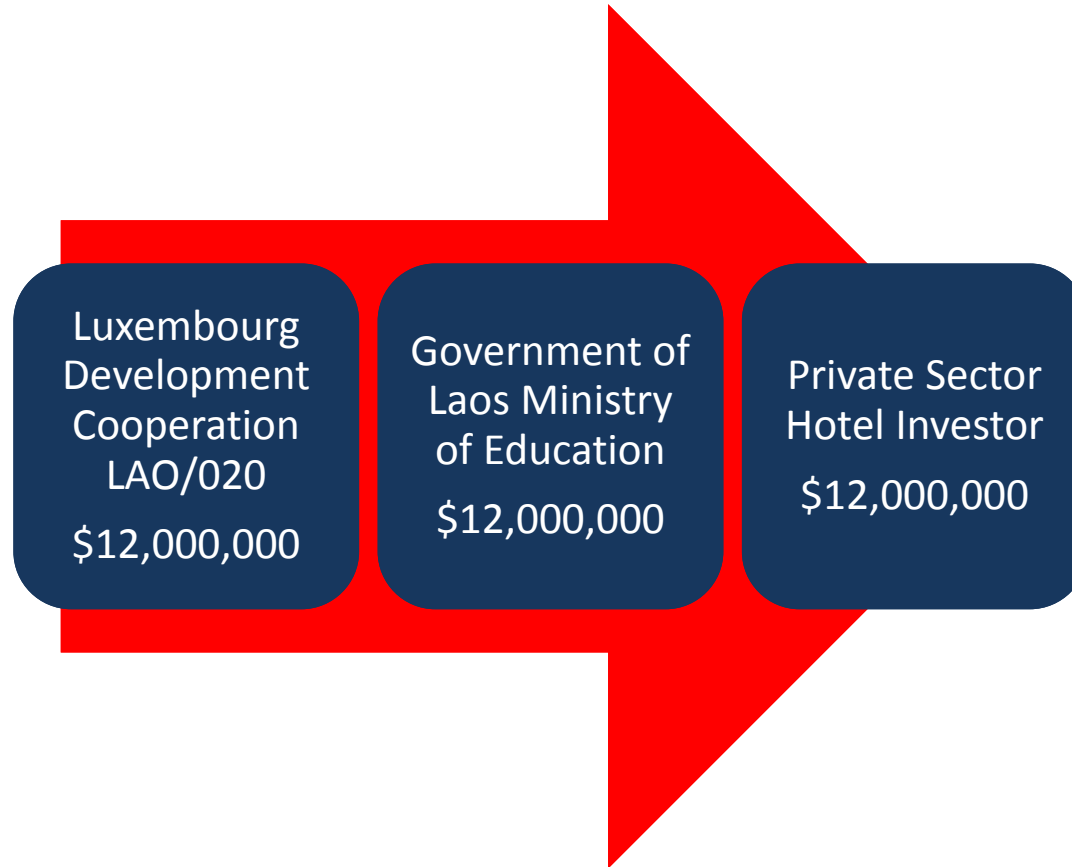 Luxembourg
Development
Cooperation
LAO/020
$12,000,000
Government of
Laos Ministry
of Education
$12,000,000
Private Sector
Hotel Investor
$12,000,000